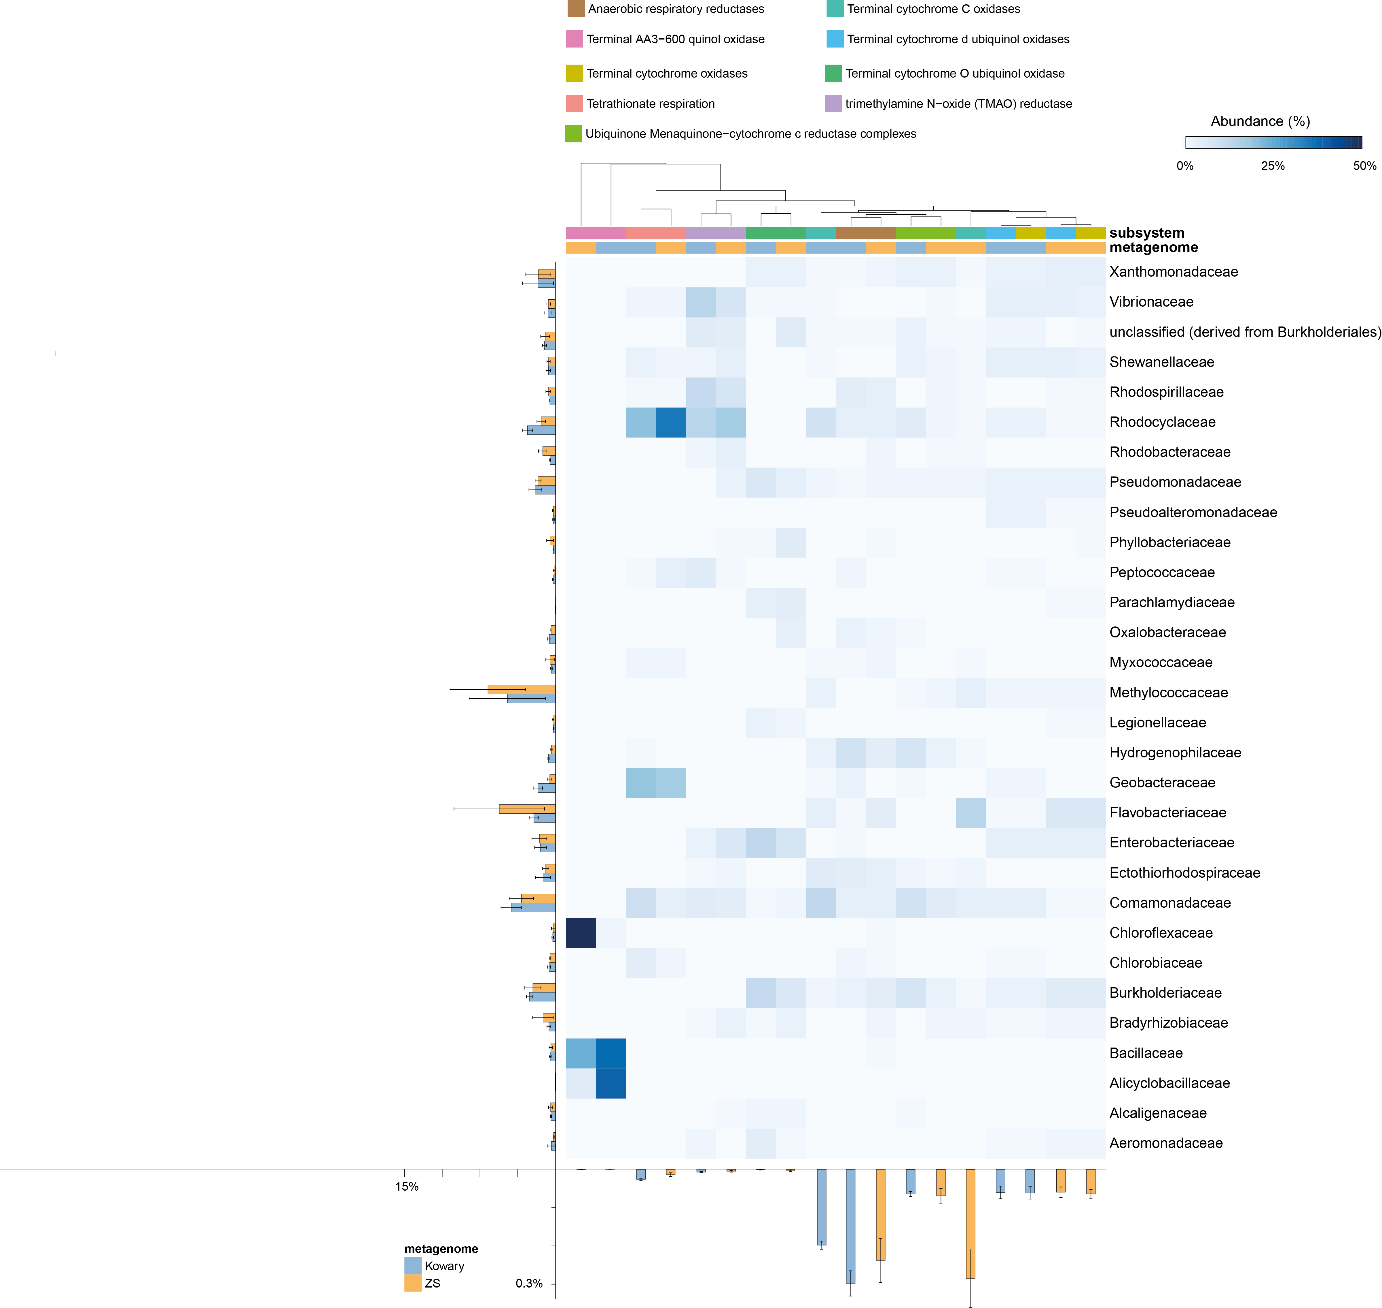 Anaerobic respiratory reductases
Terminal cytochrome C oxidases
Terminal AA3−600 quinol oxidase
Terminal cytochrome d ubiquinol oxidases
Terminal cytochrome oxidases
Terminal cytochrome O ubiquinol oxidase
Tetrathionate respiration
trimethylamine N−oxide (TMAO) reductase
Ubiquinone Menaquinone−cytochrome c reductase complexes
Abundance (%)
0% 25% 50%
subsystem
metagenome
Xanthomonadaceae
Vibrionaceae
unclassified (derived from Burkholderiales)
Shewanellaceae
Rhodospirillaceae
Rhodocyclaceae
Rhodobacteraceae
Pseudomonadaceae
Pseudoalteromonadaceae
Phyllobacteriaceae
Peptococcaceae
Parachlamydiaceae
Oxalobacteraceae
Myxococcaceae
Methylococcaceae
Legionellaceae
Hydrogenophilaceae
Geobacteraceae
Flavobacteriaceae
Enterobacteriaceae
Ectothiorhodospiraceae
Comamonadaceae
Chloroflexaceae
Chlorobiaceae
Burkholderiaceae
Bradyrhizobiaceae
Bacillaceae
Alicyclobacillaceae
Alcaligenaceae
Aeromonadaceae
15%
metagenome
Kowary
ZS
0.3%